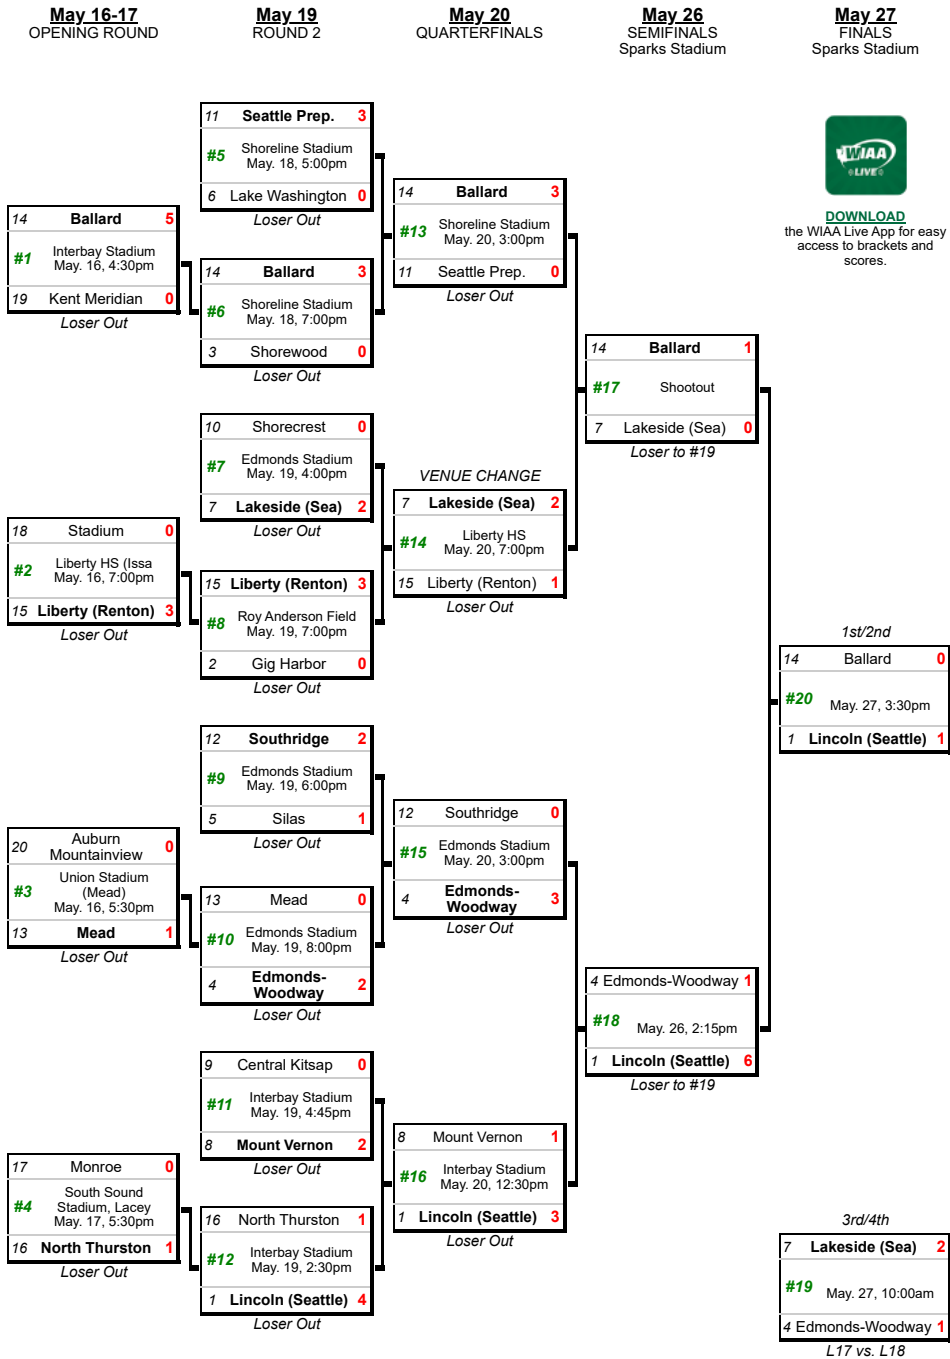 May 16-17
OPENING ROUND
May 19
ROUND 2
May 20
QUARTERFINALS
May 26
SEMIFINALS
Sparks Stadium
May 27
FINALS
Sparks Stadium
WIAA
LIVE
DOWNLOAD
the WIAA Live App for easy
access to brackets and
scores.
14 Ballard 5
#1 Interbay Stadium
May. 16, 4:30pm
19 Kent Meridian 0
Loser Out
18 Stadium 0
#2 Liberty HS (Issa
May. 16, 7:00pm
15 Liberty (Renton) 3
Loser Out
20 Auburn
Mountainview 0
#3 Union Stadium
(Mead)
May. 16, 5:30pm
13 Mead 1
Loser Out
17 Monroe 0
#4 South Sound
Stadium, Lacey
May. 17, 5:30pm
16 North Thurston 1
Loser Out
11 Seattle Prep. 3
#5 Shoreline Stadium
May. 18, 5:00pm
6 Lake Washington 0
Loser Out
14 Ballard 3
#6 Shoreline Stadium
May. 18, 7:00pm
3 Shorewood 0
Loser Out
10 Shorecrest 0
#7 Edmonds Stadium
May. 19, 4:00pm
7 Lakeside (Sea) 2
Loser Out
15 Liberty (Renton) 3
#8 Roy Anderson Field
May. 19, 7:00pm
2 Gig Harbor 0
Loser Out
12 Southridge 2
#9 Edmonds Stadium
May. 19, 6:00pm
5 Silas 1
Loser Out
13 Mead 0
#10 Edmonds Stadium
May. 19, 8:00pm
4 Edmonds-
Woodway 2
Loser Out
9 Central Kitsap 0
#11 Interbay Stadium
May. 19, 4:45pm
8 Mount Vernon 2
Loser Out
16 North Thurston 1
#12 Interbay Stadium
May. 19, 2:30pm
1 Lincoln (Seattle) 4
Loser Out
14 Ballard 3
#13 Shoreline Stadium
May. 20, 3:00pm
11 Seattle Prep. 0
Loser Out
VENUE CHANGE
7 Lakeside (Sea) 2
#14 Liberty HS
May. 20, 7:00pm
15 Liberty (Renton) 1
Loser Out
12 Southridge 0
#15 Edmonds Stadium
May. 20, 3:00pm
4 Edmonds-
Woodway 3
Loser Out
8 Mount Vernon 1
#16 Interbay Stadium
May. 20, 12:30pm
1 Lincoln (Seattle) 3
Loser Out
14 Ballard 1
#17 Shootout
7 Lakeside (Sea) 0
Loser to #19
4 Edmonds-Woodway 1
#18 May. 26, 2:15pm
1 Lincoln (Seattle) 6
Loser to #19
1st/2nd
14 Ballard 0
#20 May. 27, 3:30pm
1 Lincoln (Seattle) 1
3rd/4th
7 Lakeside (Sea) 2
#19 May. 27, 10:00am
4 Edmonds-Woodway 1
L17 vs. L18